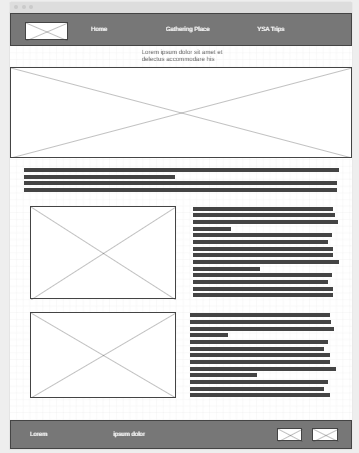 Home Gathering Place YSA Trips
Lorem ipsum dolor sit amet et
delectus accommodare his
Lorem ipsum dolor